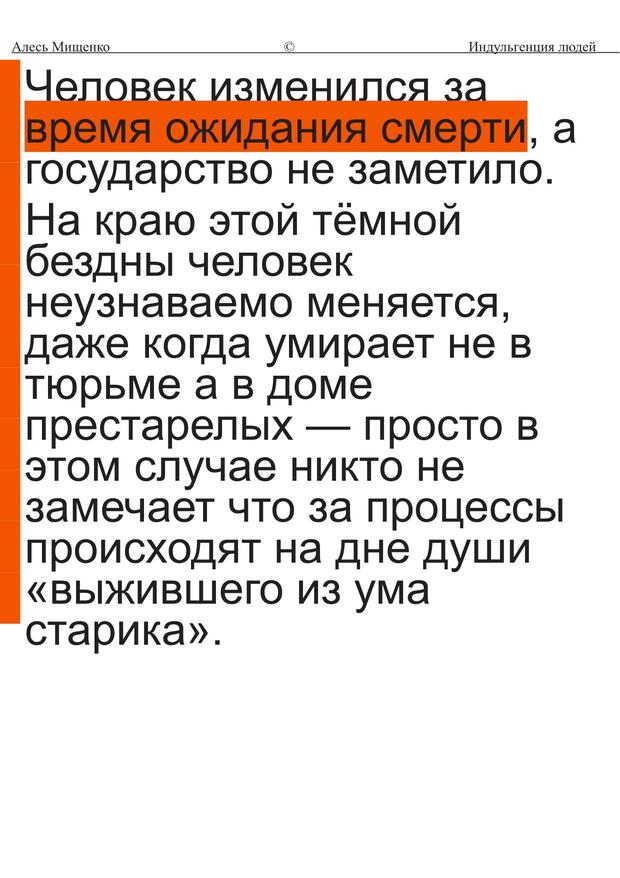 Алесь Мищенко © Индульгенция людей
Человек изменился за
время ожидания смерти, а
государство не заметило.
На краю этой тёмной
бездны человек
неузнаваемо меняется,
даже когда умирает не в
тюрьме а в доме
престарелых — просто в
этом случае никто не
замечает что за процессы
происходят на дне души
«выжившего из ума
старика».